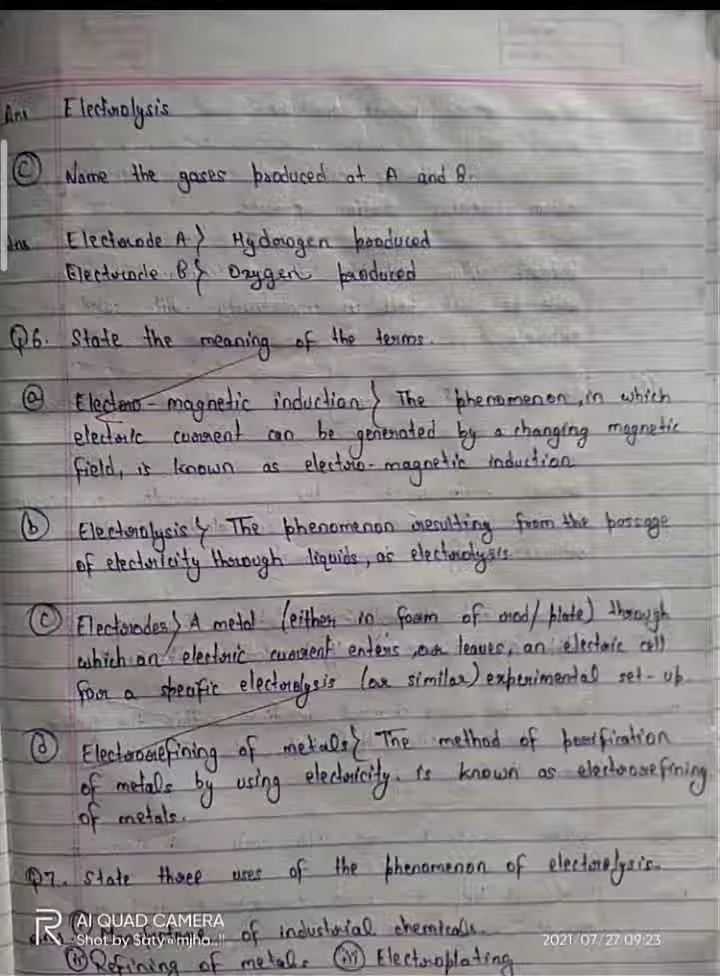 Ans Electrolysis
(c) Name the gases produced at A and B.
Ans Electrode A} Hydrogen produced
Electrode B} Oxygen produced
Q6. State the meaning of the terms.
(a) Electro-magnetic induction} The phenomenon, in which
electric current can be generated by a changing magnetic
field, is known as electro-magnetic induction
(b) Electrolysis} The phenomenon resulting from the passage
of electricity through liquids, as electrolysis.
(c) Electrodes} A metal (either in form of rod/plate) through
which an electric current enters, or leaves, an electric cell
for a specific electrolysis (or similar) experimental set-up
(d) Electrorefining of metals} The method of purification
of metals by using electricity. is known as electrorefining
of metals.
Q7. State three uses of the phenomenon of electrolysis.
Ans of industrial chemicals.
(ii) Refining of metals (iii) Electroplating
AI QUAD CAMERA
Shot by Saty mjha..!!
2021/07/27 09:23